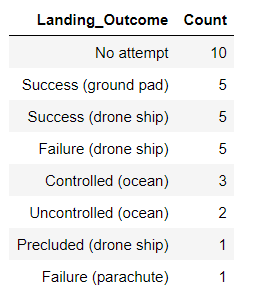 Landing_Outcome Count
No attempt 10
Success (ground pad) 5
Success (drone ship) 5
Failure (drone ship) 5
Controlled (ocean) 3
Uncontrolled (ocean) 2
Precluded (drone ship) 1
Failure (parachute) 1